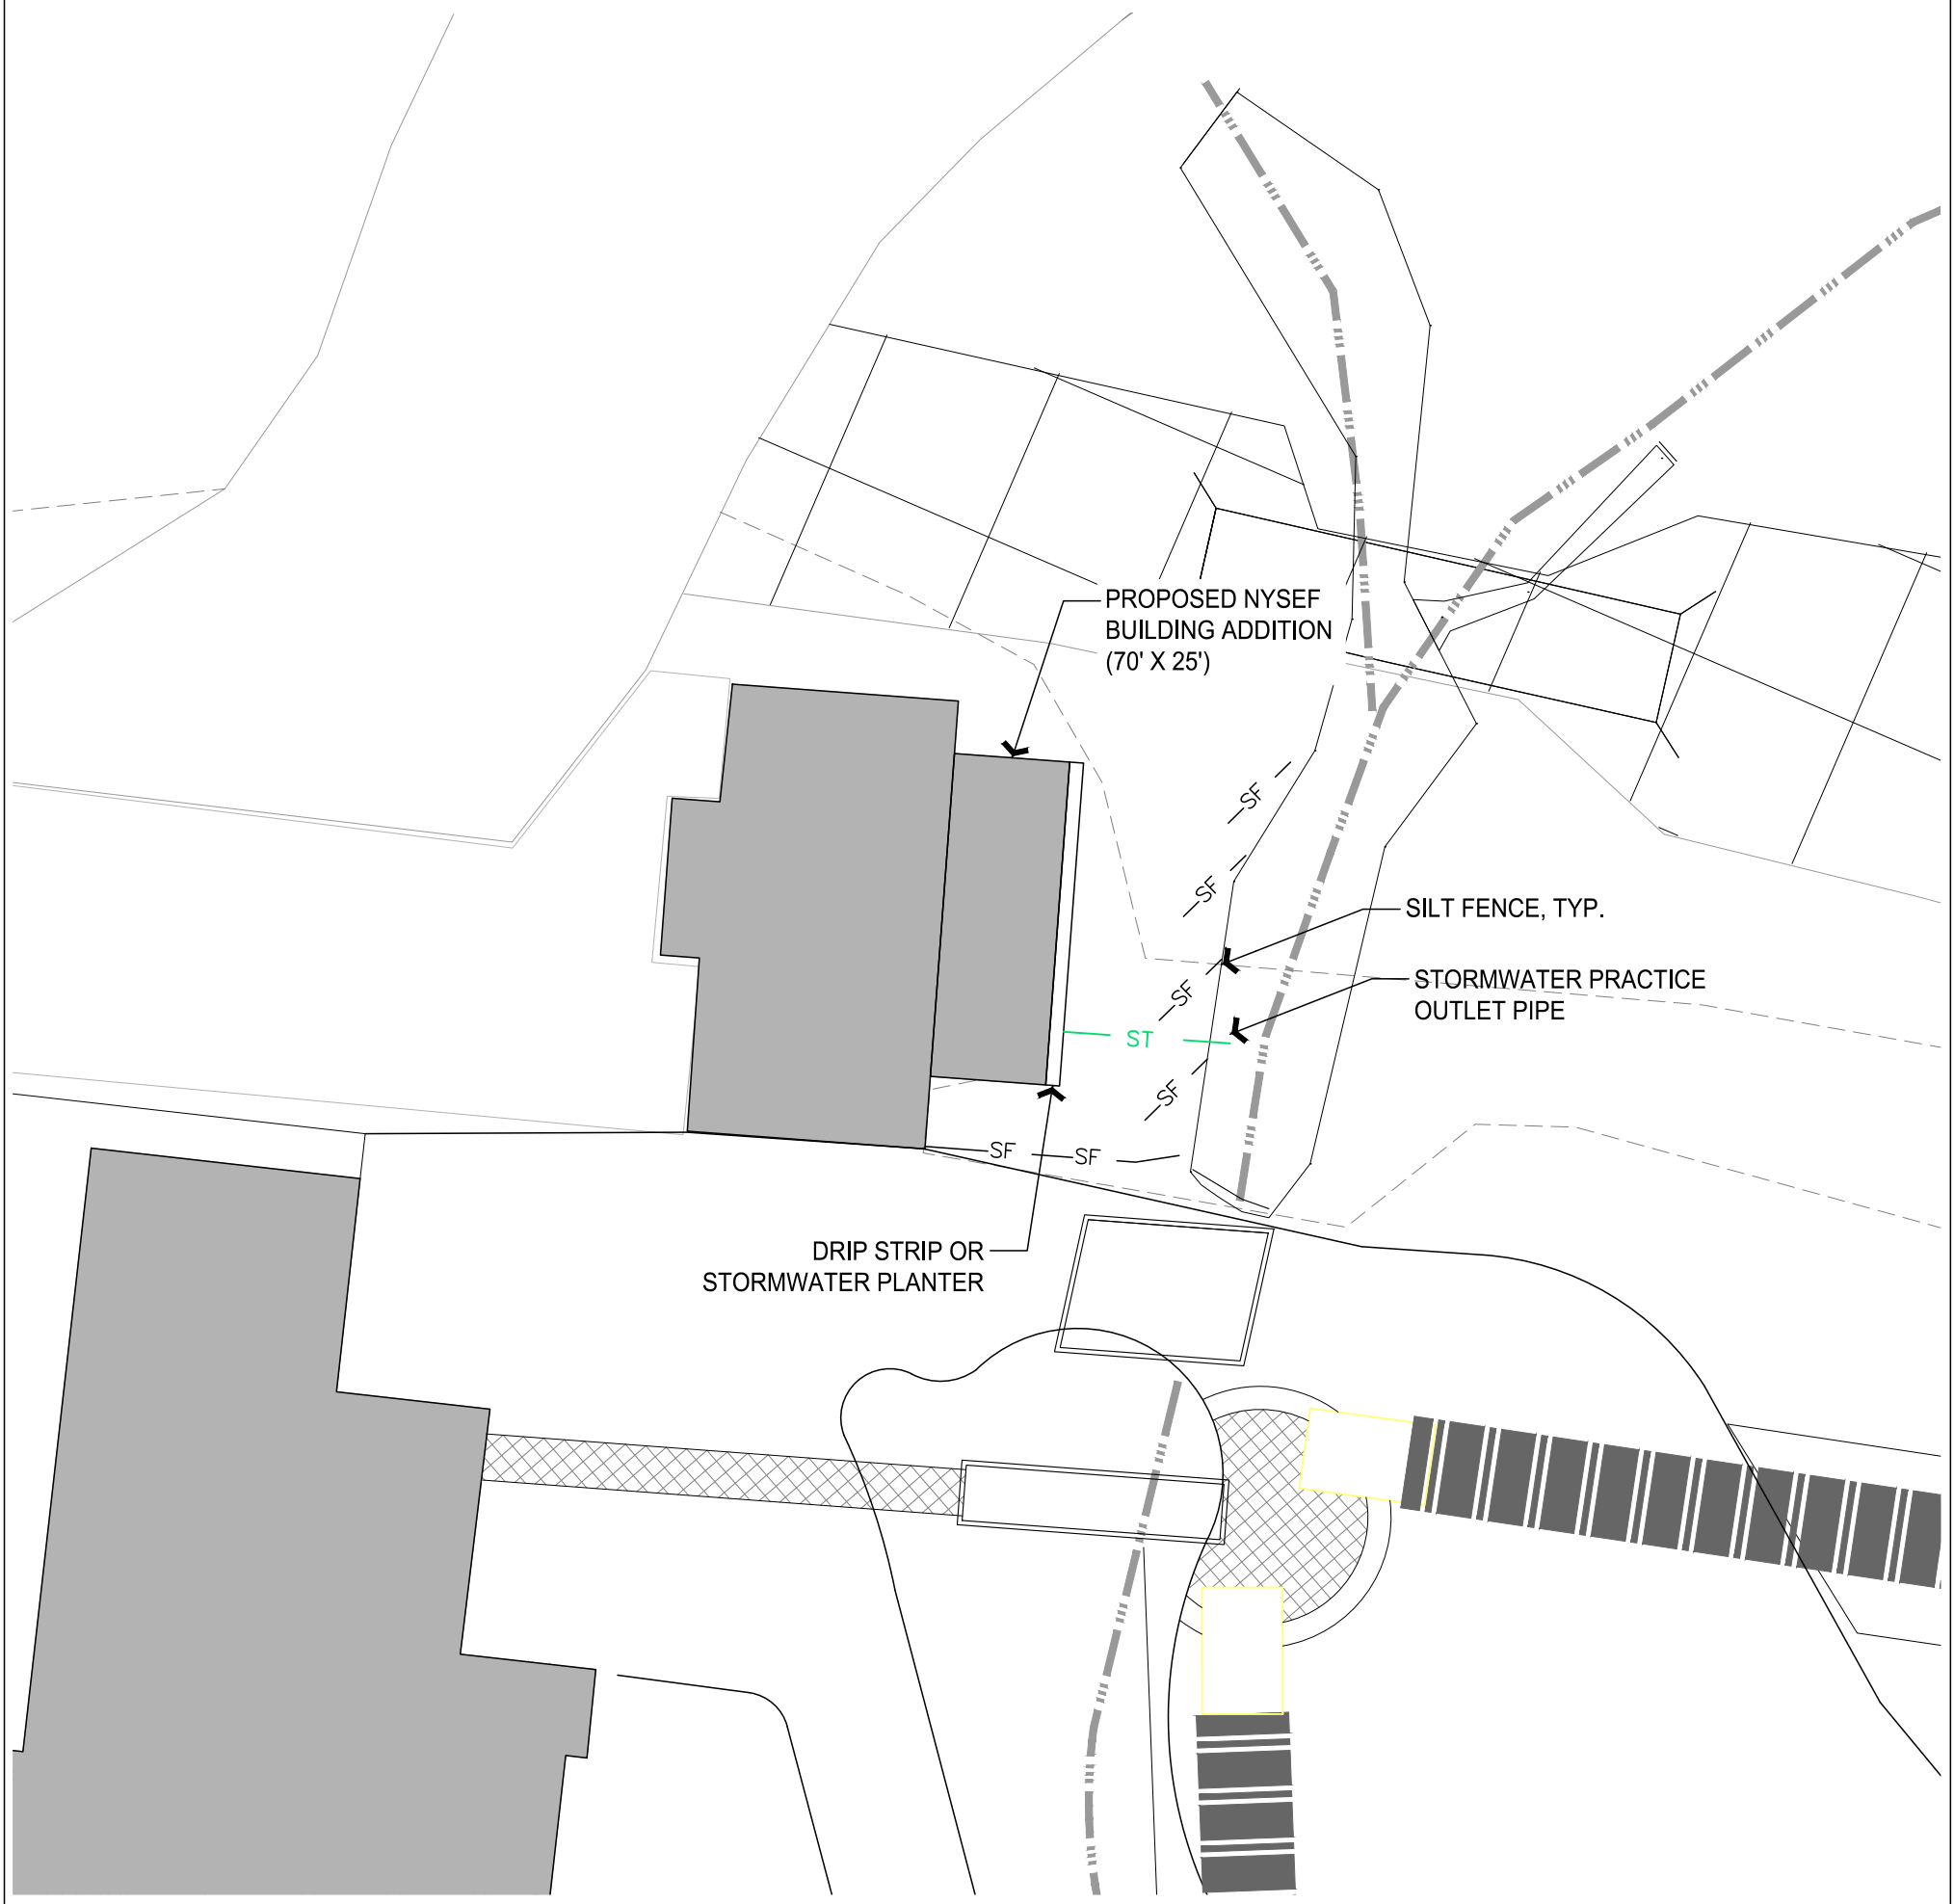 PROPOSED NYSEF
BUILDING ADDITION
(70' X 25')
SF
SF
SILT FENCE, TYP.
STORMWATER PRACTICE
OUTLET PIPE
SF
ST
SF
SF
SF
DRIP STRIP OR
STORMWATER PLANTER